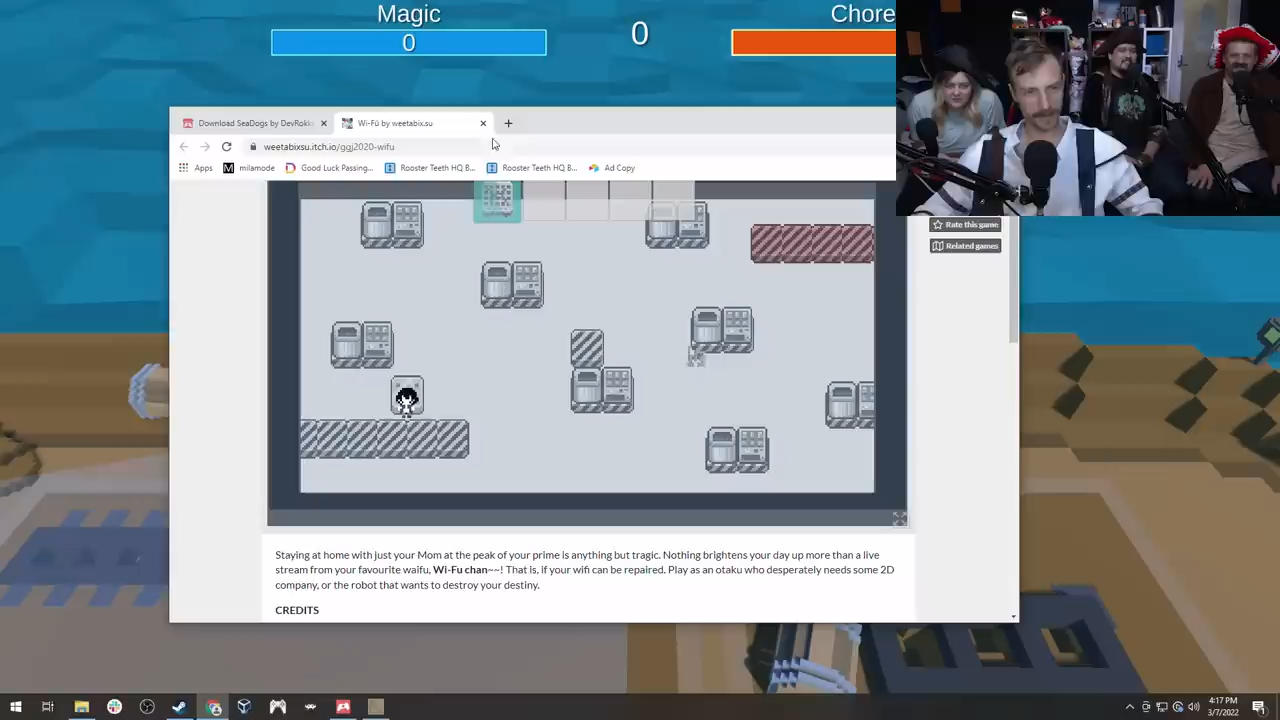 Magic
0
0
Chore
Download SeaDogs by DevRokk
Wi-Fü by weetabix.su
weetabixsu.itch.io/ggj2020-wifu
Apps
milamode
Good Luck Passing...
Rooster Teeth HQ B...
Rooster Teeth HQ B...
Ad Copy
Rate this game
Related games
Staying at home with just your Mom at the peak of your prime is anything but tragic. Nothing brightens your day up more than a live
stream from your favourite waifu, Wi-Fu chan~~! That is, if your wifi can be repaired. Play as an otaku who desperately needs some 2D
company, or the robot that wants to destroy your destiny.
CREDITS
4:17 PM
3/7/2022